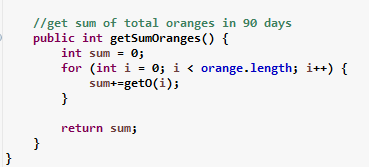 //get sum of total oranges in 90 days
public int getSumOranges() {
int sum = 0;
for (int i = 0; i < orange.length; i++) {
sum+=getO(i);
}
return sum;
}
}